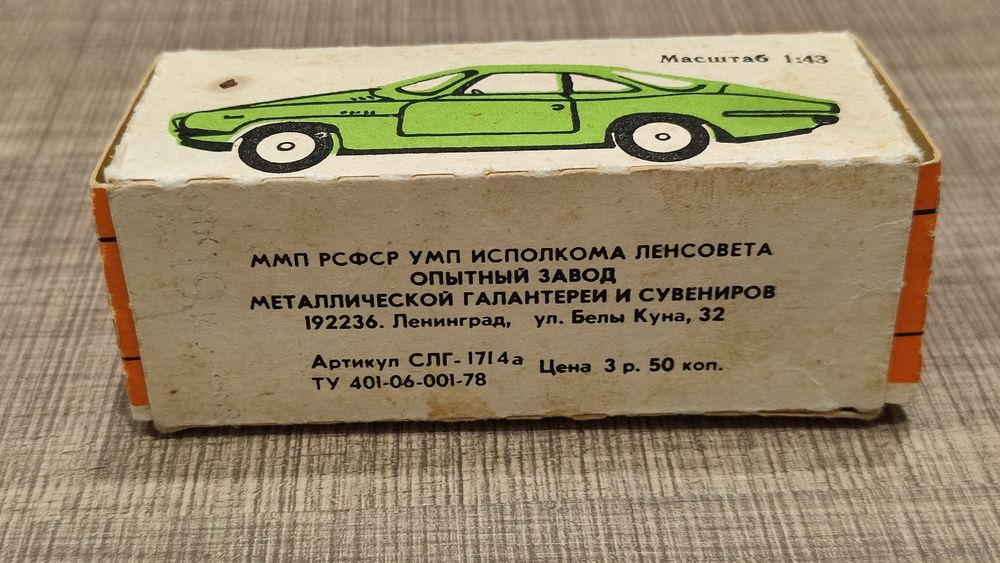 Масштаб 1:43
ММП РСФСР УМП ИСПОЛКОМА ЛЕНСОВЕТА
ОПЫТНЫЙ ЗАВОД
МЕТАЛЛИЧЕСКОЙ ГАЛАНТЕРЕИ И СУВЕНИРОВ
192236. Ленинград, ул. Белы Куна, 32
Артикул СЛГ-1714а Цена 3 р. 50 коп.
ТУ 401-06-001-78